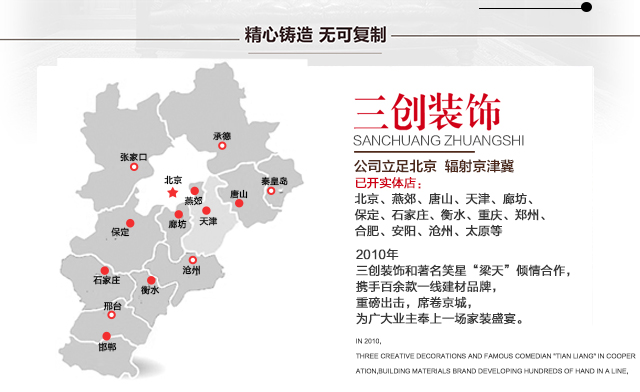 精心铸造 无可复制
三创装饰
SANCHUANG ZHUANGSHI
公司立足北京 辐射京津冀
已开实体店：
北京、燕郊、唐山、天津、廊坊、
保定、石家庄、衡水、重庆、郑州、
合肥、安阳、沧州、太原等
2010年
三创装饰和著名笑星“梁天”倾情合作，
携手百余款一线建材品牌，
重磅出击，席卷京城，
为广大业主奉上一场家装盛宴。
IN 2010,
THREE CREATIVE DECORATIONS AND FAMOUS COMEDIAN "TIAN LIANG" IN COOPER
ATION,BUILDING MATERIALS BRAND DEVELOPING HUNDREDS OF HAND IN A LINE,
承德
张家口
北京
秦皇岛
燕郊
唐山
廊坊
天津
保定
沧州
石家庄
衡水
邢台
邯郸